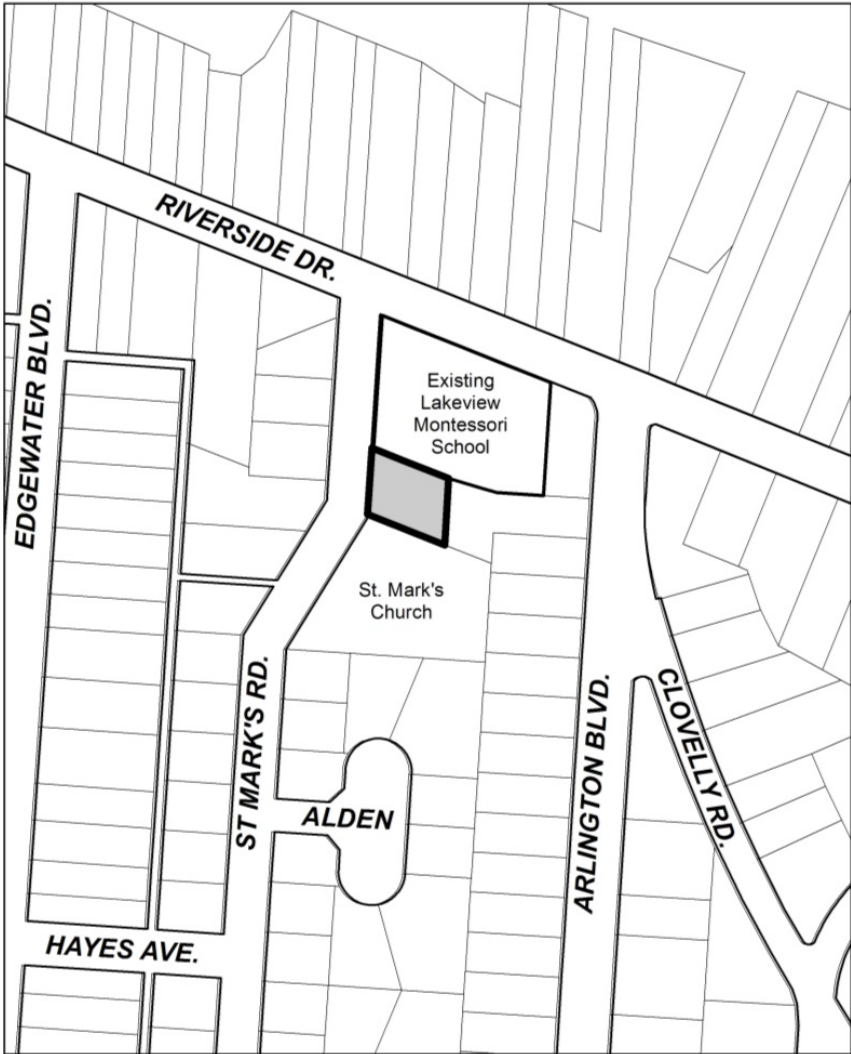 RIVERSIDE DR.
EDGEWATER BLVD.
Existing
Lakeview
Montessori
School
St. Mark's
Church
ST MARK'S RD.
ARLINGTON BLVD.
CLOVELLY RD.
ALDEN
HAYES AVE.